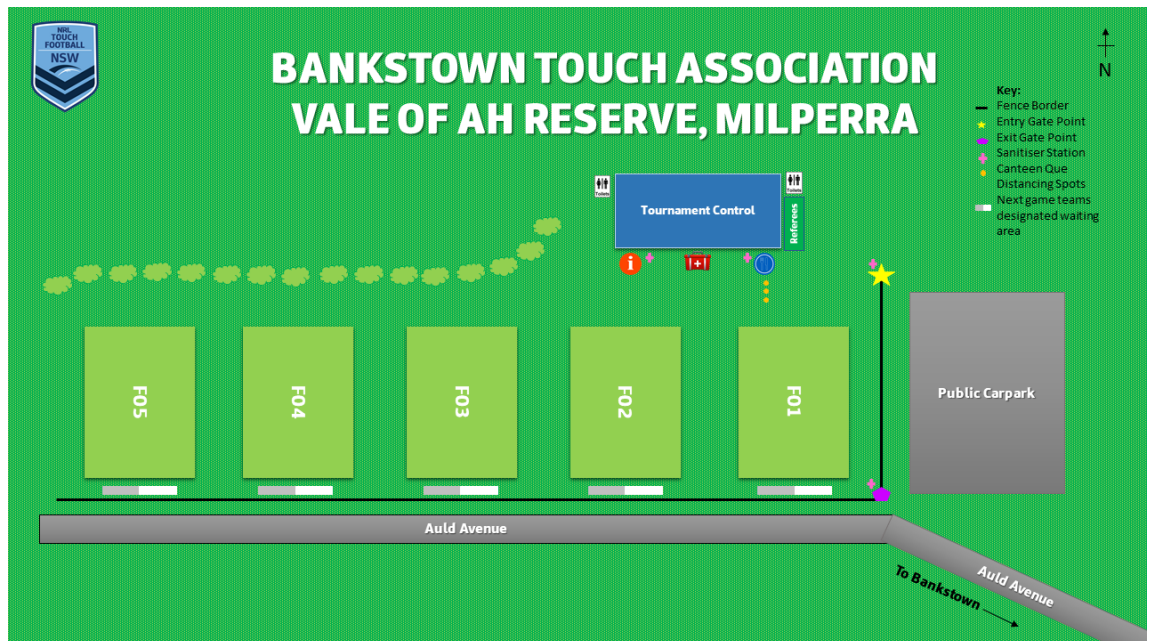 NRL
TOUCH
FOOTBALL
NSW
BANKSTOWN TOUCH ASSOCIATION
VALE OF AH RESERVE, MILPERRA
N
Key:
Fence Border
Entry Gate Point
Exit Gate Point
Sanitiser Station
Canteen Que
Distancing Spots
Next game teams
designated waiting
area
Toilets
Tournament Control
Toilets
Referees
i
F05
F04
F03
F02
F01
Public Carpark
Auld Avenue
Auld Avenue
To Bankstown